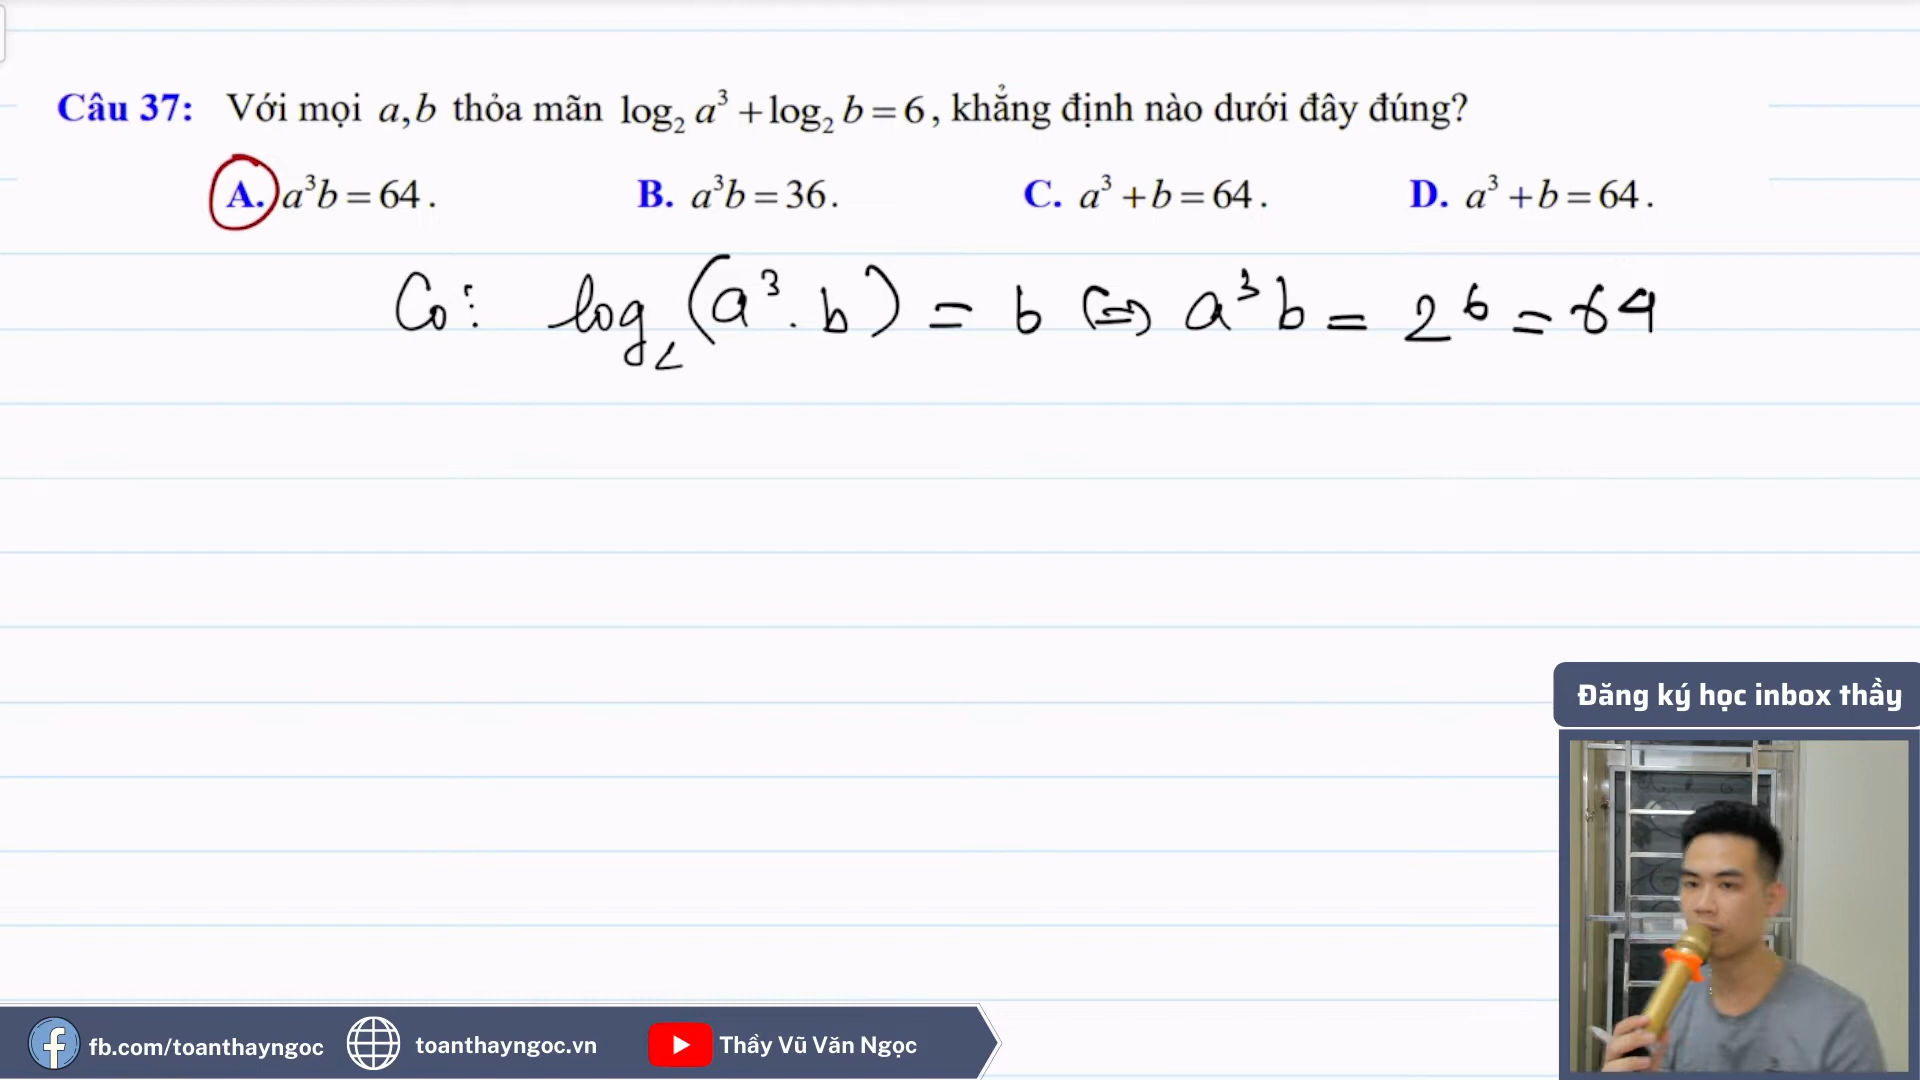 Câu 37: Với mọi a,b thỏa mãn log₂ a³ + log₂ b = 6, khẳng định nào dưới đây đúng?
A. a³b = 64. B. a³b = 36. C. a³ + b = 64. D. a³ + b = 64.
Có: log₂ (a³ . b) = 6 ⇔ a³b = 2⁶ = 64
Đăng ký học inbox thầy
fb.com/toanthayngoc toanthayngoc.vn Thầy Vũ Văn Ngọc